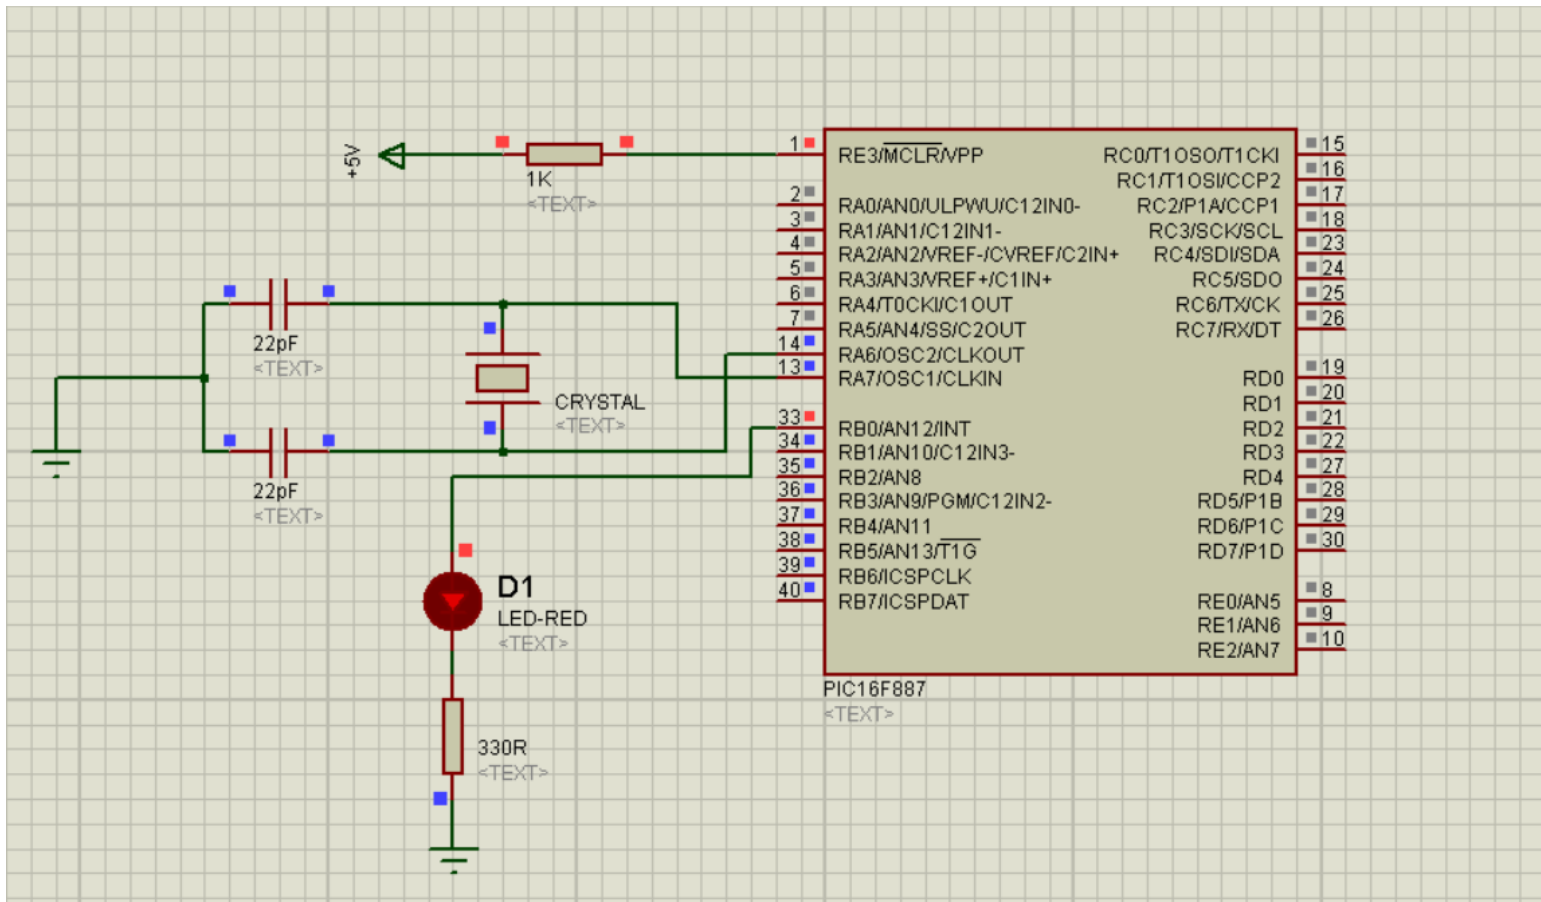 +5V
1K
<TEXT>
22pF
<TEXT>
CRYSTAL
<TEXT>
22pF
<TEXT>
D1
LED-RED
<TEXT>
330R
<TEXT>
1 RE3/MCLR/VPP
2 RA0/AN0/ULPWU/C12IN0-
3 RA1/AN1/C12IN1-
4 RA2/AN2/VREF-/CVREF/C2IN+
5 RA3/AN3/VREF+/C1IN+
6 RA4/T0CKI/C1OUT
7 RA5/AN4/SS/C2OUT
14 RA6/OSC2/CLKOUT
13 RA7/OSC1/CLKIN
33 RB0/AN12/INT
34 RB1/AN10/C12IN3-
35 RB2/AN8
36 RB3/AN9/PGM/C12IN2-
37 RB4/AN11
38 RB5/AN13/T1G
39 RB6/ICSPCLK
40 RB7/ICSPDAT
RC0/T1OSO/T1CKI 15
RC1/T1OSI/CCP2 16
RC2/P1A/CCP1 17
RC3/SCK/SCL 18
RC4/SDI/SDA 23
RC5/SDO 24
RC6/TX/CK 25
RC7/RX/DT 26
RD0 19
RD1 20
RD2 21
RD3 22
RD4 27
RD5/P1B 28
RD6/P1C 29
RD7/P1D 30
RE0/AN5 8
RE1/AN6 9
RE2/AN7 10
PIC16F887
<TEXT>